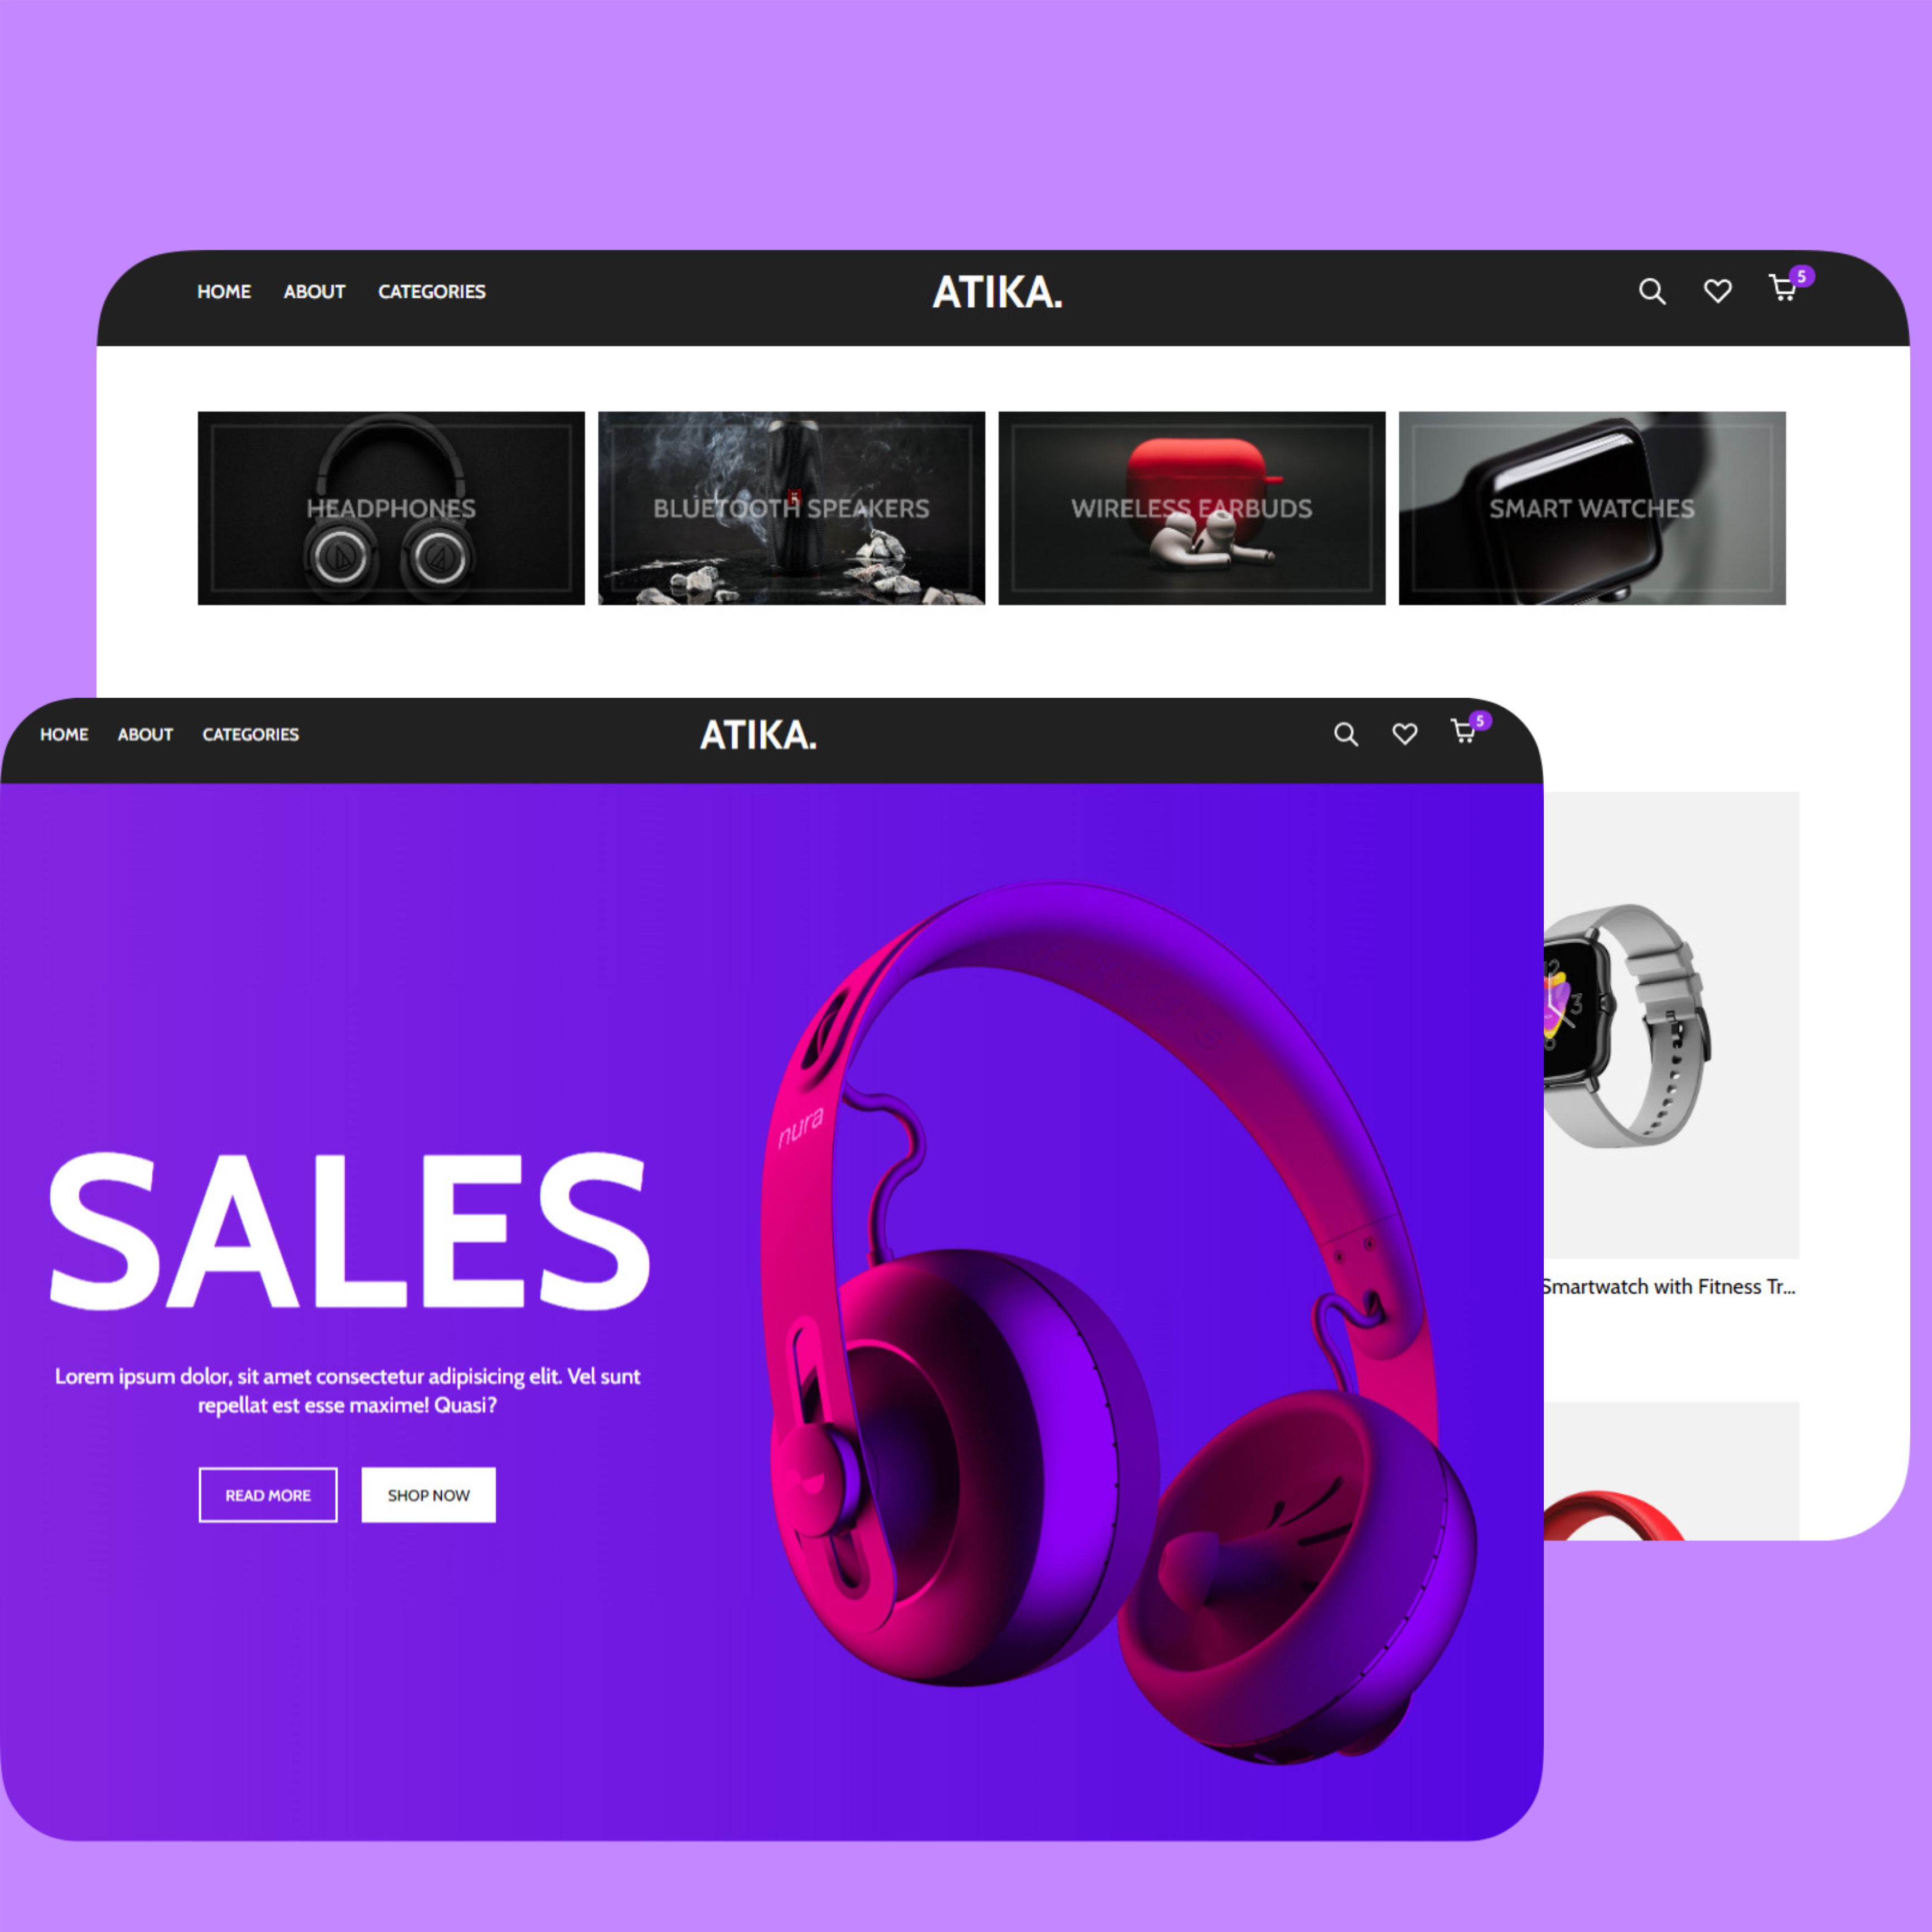 HOME ABOUT CATEGORIES ATIKA. 5
HEADPHONES BLUETOOTH SPEAKERS WIRELESS EARBUDS SMART WATCHES
HOME ABOUT CATEGORIES ATIKA. 5
SALES
Lorem ipsum dolor, sit amet consectetur adipisicing elit. Vel sunt
repellat est esse maxime! Quasi?
READ MORE SHOP NOW
nura
12
3
Smartwatch with Fitness Tr...